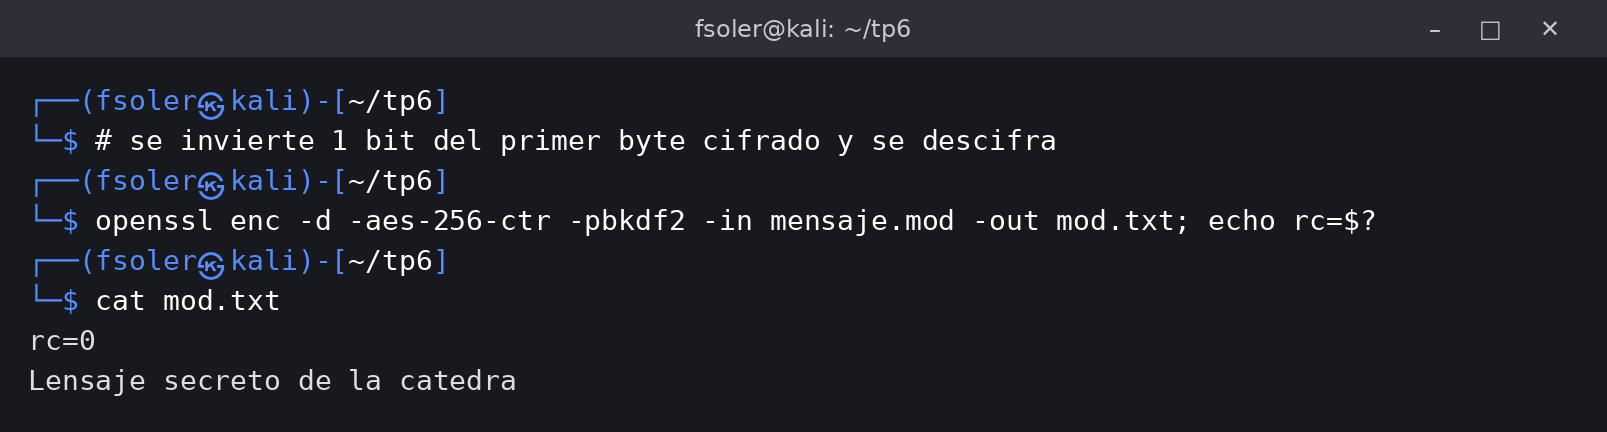 fsoler@kali: ~/tp6
┌──(fsoler㉿kali)-[~/tp6]
└─$ # se invierte 1 bit del primer byte cifrado y se descifra
┌──(fsoler㉿kali)-[~/tp6]
└─$ openssl enc -d -aes-256-ctr -pbkdf2 -in mensaje.mod -out mod.txt; echo rc=$?
┌──(fsoler㉿kali)-[~/tp6]
└─$ cat mod.txt
rc=0
Lensaje secreto de la catedra